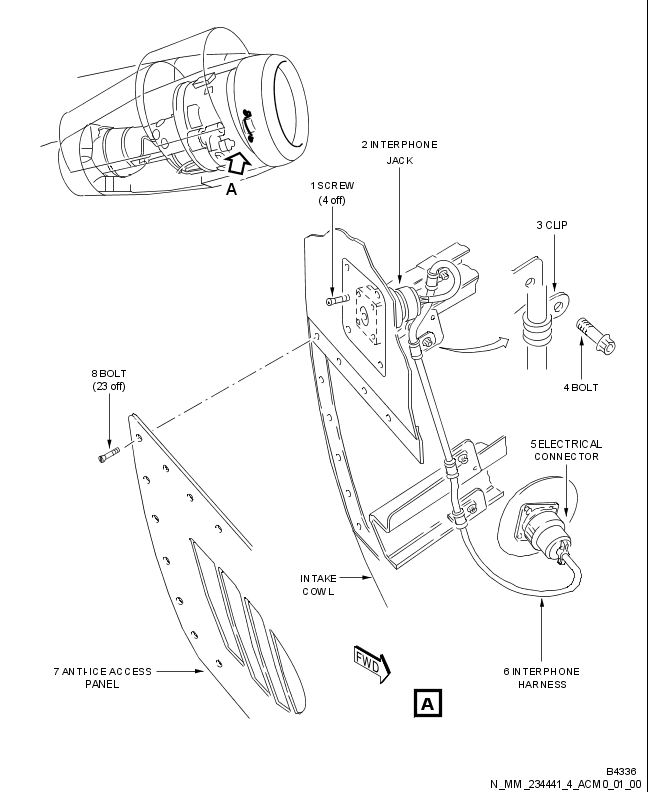 A
2 INTERPHONE
JACK
1 SCREW
(4 off)
3 CLIP
8 BOLT
(23 off)
4 BOLT
5 ELECTRICAL
CONNECTOR
INTAKE
COWL
FWD
7 ANTI-ICE ACCESS
PANEL
6 INTERPHONE
HARNESS
A
B4336
N_MM_234441_4_ACM0_01_00